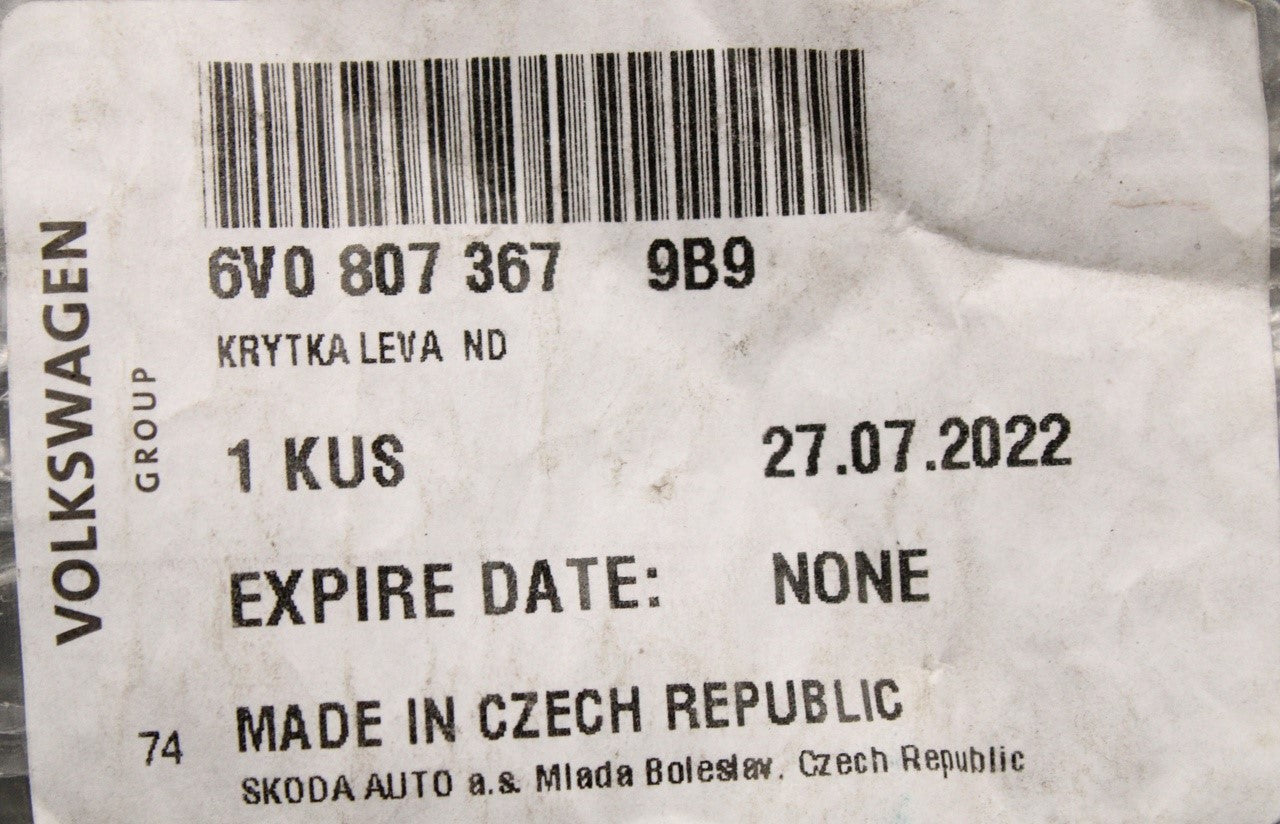 VOLKSWAGEN
GROUP
6V0 807 367 9B9
KRYTKA LEVA ND
1 KUS 27.07.2022
EXPIRE DATE: NONE
74 MADE IN CZECH REPUBLIC
SKODA AUTO a.s. Mlada Boleslav. Czech Republic